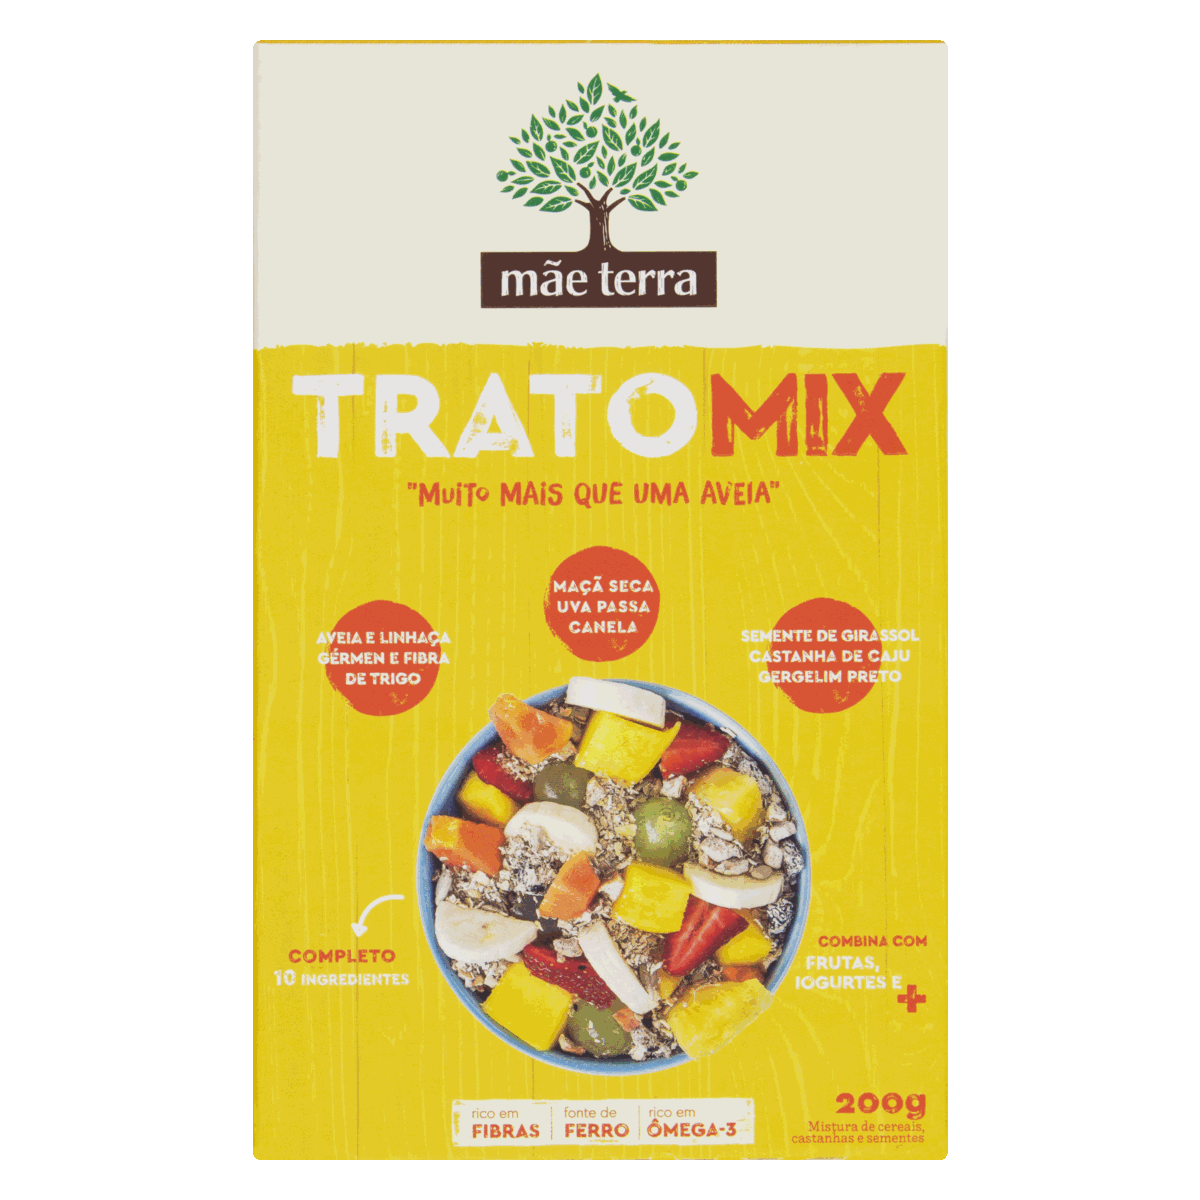 mãe terra
TRATOMIX
"MUITO MAIS QUE UMA AVEIA"
MAÇÃ SECA
UVA PASSA
CANELA
AVEIA E LINHAÇA
GÉRMEN E FIBRA
DE TRIGO
SEMENTE DE GIRASSOL
CASTANHA DE CAJU
GERGELIM PRETO
COMPLETO
10 INGREDIENTES
COMBINA COM
FRUTAS,
IOGURTES E +
rico em
FIBRAS
fonte de
FERRO
rico em
ÔMEGA-3
200g
Mistura de cereais,
castanhas e sementes